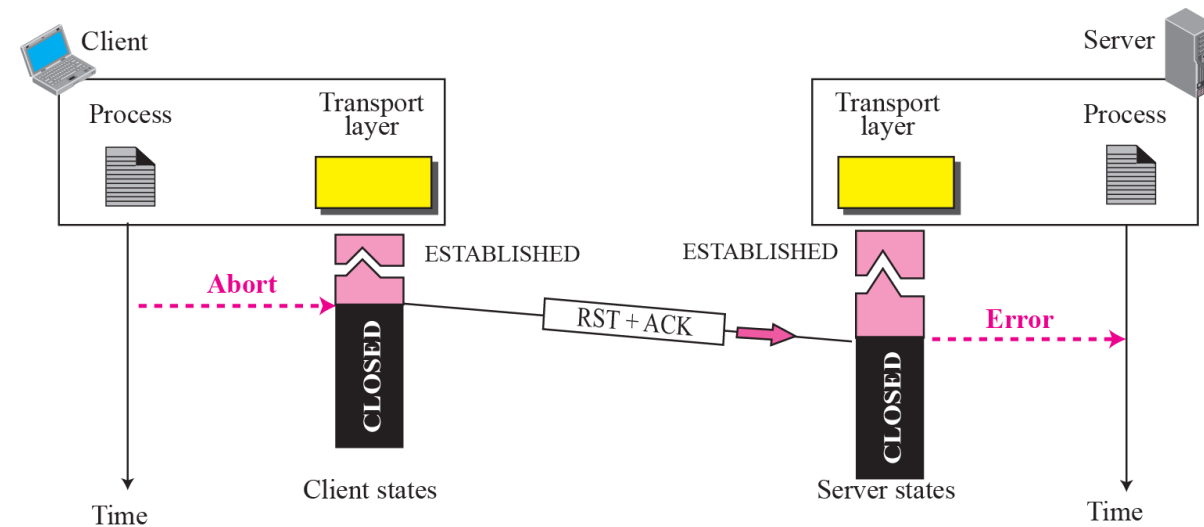 Client
Server
Process
Transport
layer
Transport
layer
Process
ESTABLISHED
ESTABLISHED
Abort
RST + ACK
Error
CLOSED
CLOSED
Client states
Server states
Time
Time